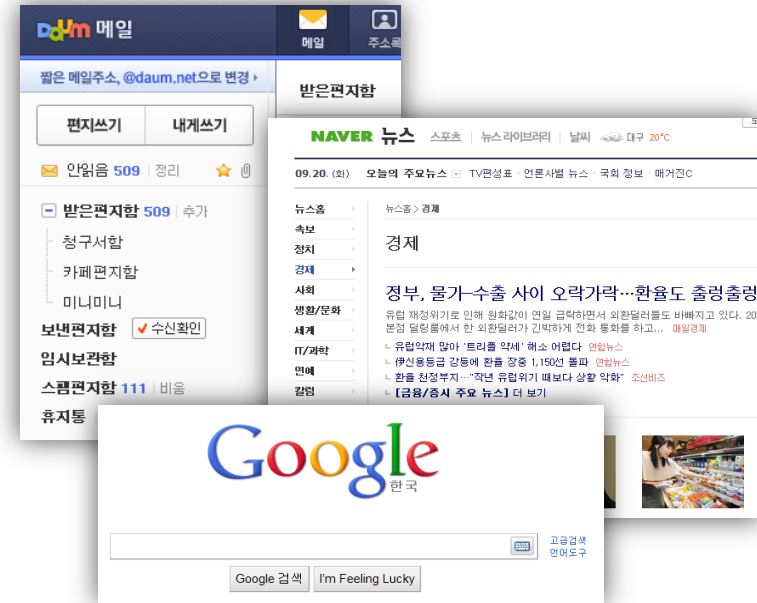 Daum 메일
메일
주소록
짧은 메일주소, @daum.net으로 변경
받은편지함
편지쓰기
내게쓰기
안읽음 509 정리
받은편지함 509 추가
청구서함
카페편지함
미니미니
보낸편지함 수신확인
임시보관함
스팸편지함 111 비움
휴지통
NAVER 뉴스 스포츠 뉴스 라이브러리 날씨 대구 20°C
09.20. (화) 오늘의 주요뉴스 TV편성표 · 언론사별 뉴스 · 국회 정보 · 매거진C
뉴스홈
속보
정치
경제
사회
생활/문화
세계
IT/과학
연예
칼럼
뉴스홈 > 경제
경제
정부, 물가-수출 사이 오락가락…환율도 출렁출렁
유럽 재정위기로 인해 원화값이 연일 급락하면서 외환딜러들도 바빠지고 있다. 20
본점 딜링룸에서 한 외환딜러가 긴박하게 전화 통화를 하고... 매일경제
유럽악재 많아 '트리플 약세' 해소 어렵다 연합뉴스
伊신용등급 강등에 환율 장중 1,150선 돌파 연합뉴스
환율 천정부지…"작년 유럽위기 때보다 상황 악화" 조선비즈
[금융/증시 주요 뉴스] 더 보기
Google
한국
고급검색
언어도구
Google 검색
I'm Feeling Lucky